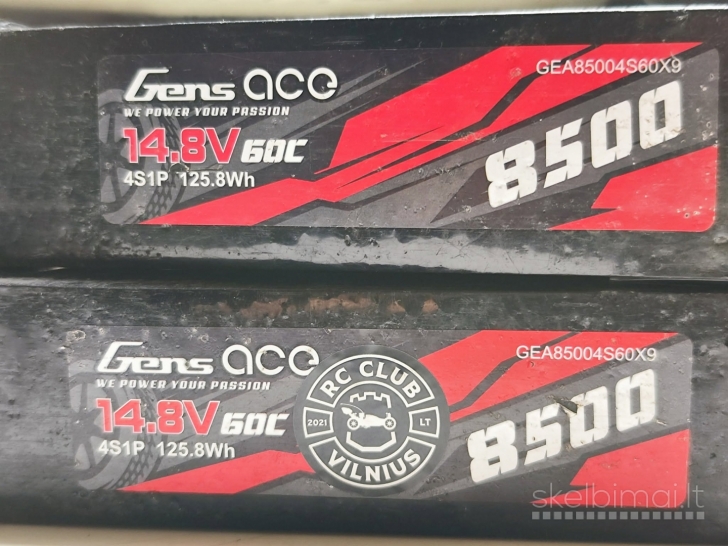 Gens ace
GEA85004S60X9
WE POWER YOUR PASSION
14.8V 60C
8500
4S1P 125.8Wh
Gens ace
GEA85004S60X9
WE POWER YOUR PASSION
14.8V 60C
8500
4S1P 125.8Wh
RC CLUB
2021 LT
VILNIUS
skelbimai.lt